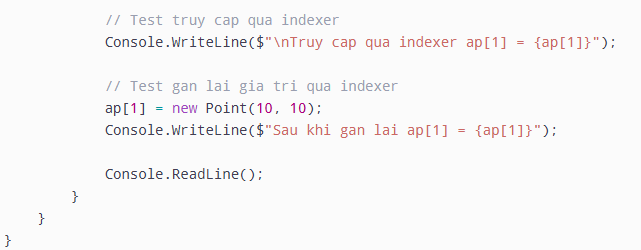 // Test truy cap qua indexer
Console.WriteLine($"\nTruy cap qua indexer ap[1] = {ap[1]}");
// Test gan lai gia tri qua indexer
ap[1] = new Point(10, 10);
Console.WriteLine($"Sau khi gan lai ap[1] = {ap[1]}");
Console.ReadLine();
}
}
}